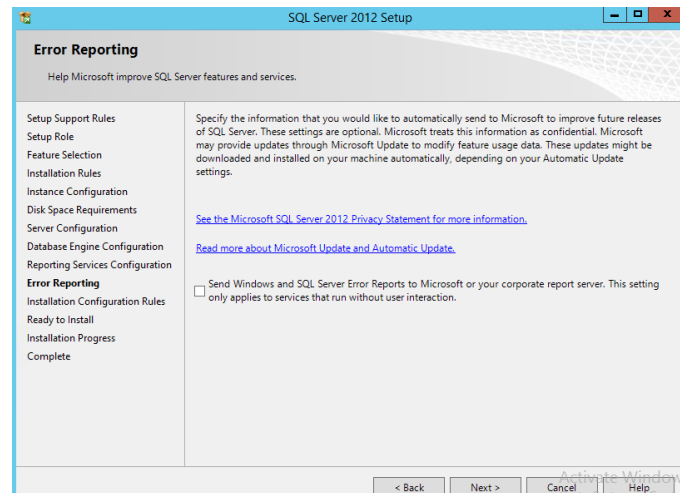 SQL Server 2012 Setup
Error Reporting
Help Microsoft improve SQL Server features and services.
Setup Support Rules
Setup Role
Feature Selection
Installation Rules
Instance Configuration
Disk Space Requirements
Server Configuration
Database Engine Configuration
Reporting Services Configuration
Error Reporting
Installation Configuration Rules
Ready to Install
Installation Progress
Complete
Specify the information that you would like to automatically send to Microsoft to improve future releases
of SQL Server. These settings are optional. Microsoft treats this information as confidential. Microsoft
may provide updates through Microsoft Update to modify feature usage data. These updates might be
downloaded and installed on your machine automatically, depending on your Automatic Update
settings.
See the Microsoft SQL Server 2012 Privacy Statement for more information.
Read more about Microsoft Update and Automatic Update.
Send Windows and SQL Server Error Reports to Microsoft or your corporate report server. This setting
only applies to services that run without user interaction.
Activate Window
< Back Next > Cancel Help